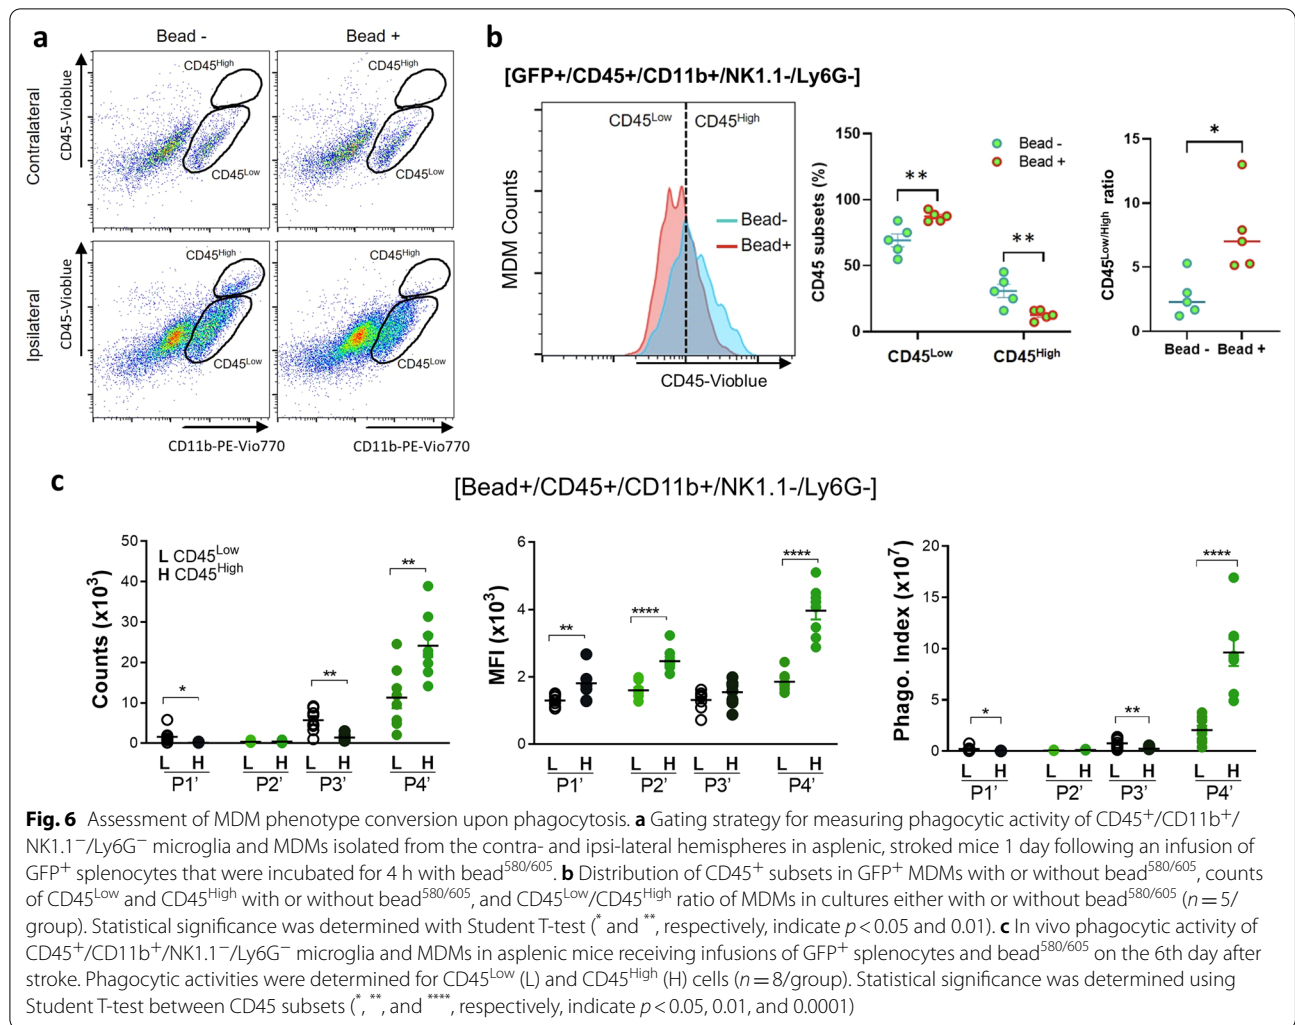 a
Bead -
Bead +
Contralateral
CD45-Vioblue
CD45High
CD45Low
CD45High
CD45Low
Ipsilateral
CD45-Vioblue
CD45High
CD45Low
CD45High
CD45Low
CD11b-PE-Vio770
CD11b-PE-Vio770
b
[GFP+/CD45+/CD11b+/NK1.1-/Ly6G-]
CD45Low
CD45High
MDM Counts
Bead-
Bead+
CD45-Vioblue
CD45 subsets (%)
150
100
50
0
Bead -
Bead +
**
**
CD45Low
CD45High
CD45Low/High ratio
15
10
5
0
*
Bead -
Bead +
c
[Bead+/CD45+/CD11b+/NK1.1-/Ly6G-]
Counts (x10³)
50
40
30
20
10
0
L CD45Low
H CD45High
*
**
**
L H L H L H L H
P1' P2' P3' P4'
MFI (x10³)
6
4
2
0
**
****
****
L H L H L H L H
P1' P2' P3' P4'
Phago. Index (x10⁷)
20
15
10
5
0
*
**
****
L H L H L H L H
P1' P2' P3' P4'
Fig. 6 Assessment of MDM phenotype conversion upon phagocytosis. a Gating strategy for measuring phagocytic activity of CD45⁺/CD11b⁺/
NK1.1⁻/Ly6G⁻ microglia and MDMs isolated from the contra- and ipsi-lateral hemispheres in asplenic, stroked mice 1 day following an infusion of
GFP⁺ splenocytes that were incubated for 4 h with bead⁵⁸⁰/⁶⁰⁵. b Distribution of CD45⁺ subsets in GFP⁺ MDMs with or without bead⁵⁸⁰/⁶⁰⁵, counts
of CD45Low and CD45High with or without bead⁵⁸⁰/⁶⁰⁵, and CD45Low/CD45High ratio of MDMs in cultures either with or without bead⁵⁸⁰/⁶⁰⁵ (n = 5/
group). Statistical significance was determined with Student T-test (* and **, respectively, indicate p < 0.05 and 0.01). c In vivo phagocytic activity of
CD45⁺/CD11b⁺/NK1.1⁻/Ly6G⁻ microglia and MDMs in asplenic mice receiving infusions of GFP⁺ splenocytes and bead⁵⁸⁰/⁶⁰⁵ on the 6th day after
stroke. Phagocytic activities were determined for CD45Low (L) and CD45High (H) cells (n = 8/group). Statistical significance was determined using
Student T-test between CD45 subsets (*, **, and ****, respectively, indicate p < 0.05, 0.01, and 0.0001)